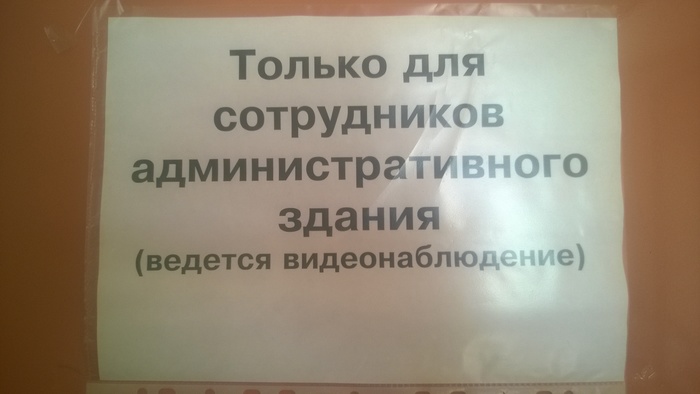 Только для
сотрудников
административного
здания
(ведется видеонаблюдение)